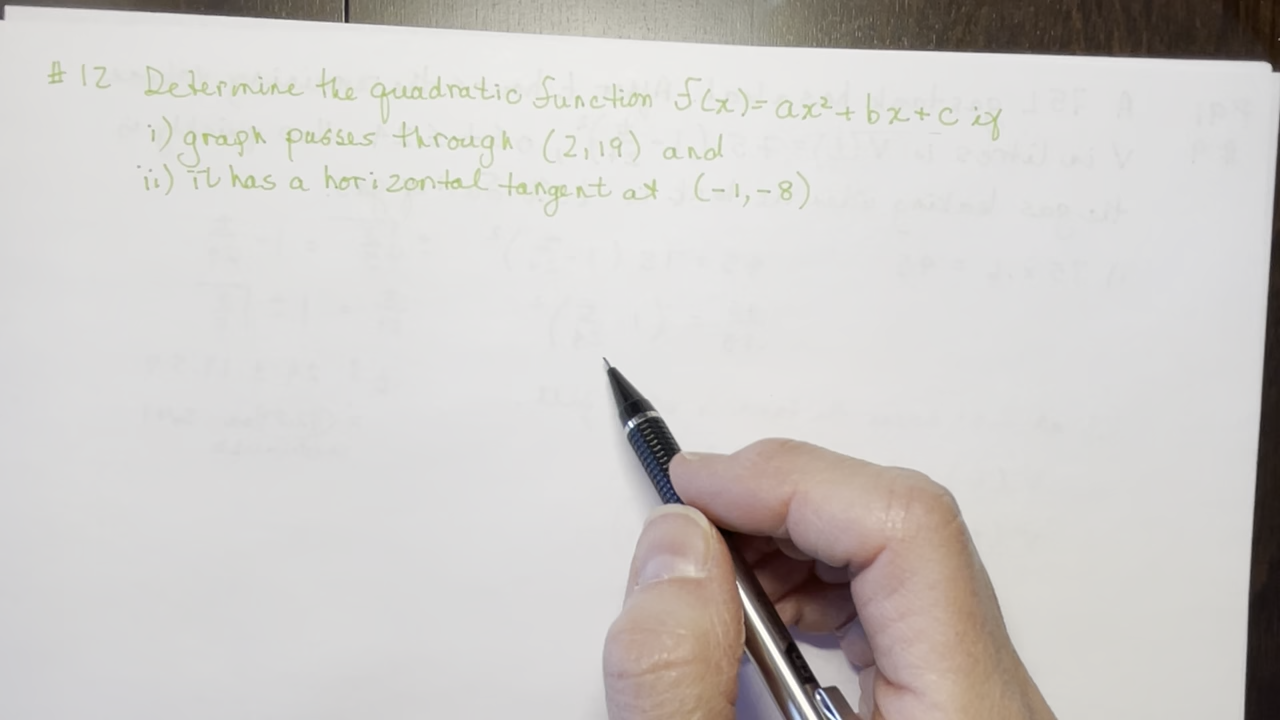 # 12 Determine the quadratic function f(x) = ax² + bx + c if
i) graph passes through (2,19) and
ii) it has a horizontal tangent at (-1,-8)